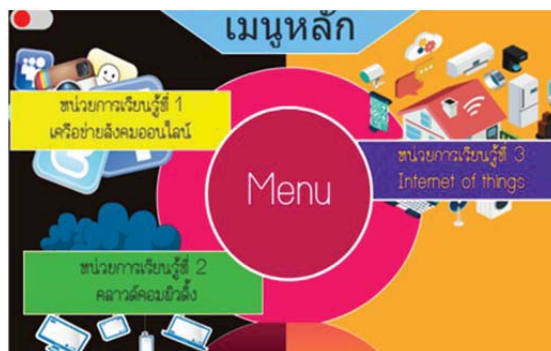 เมนูหลัก
หน่วยการเรียนรู้ที่ 1
เครือข่ายสังคมออนไลน์
หน่วยการเรียนรู้ที่ 3
Internet of things
Menu
หน่วยการเรียนรู้ที่ 2
คลาวด์คอมพิวติ้ง